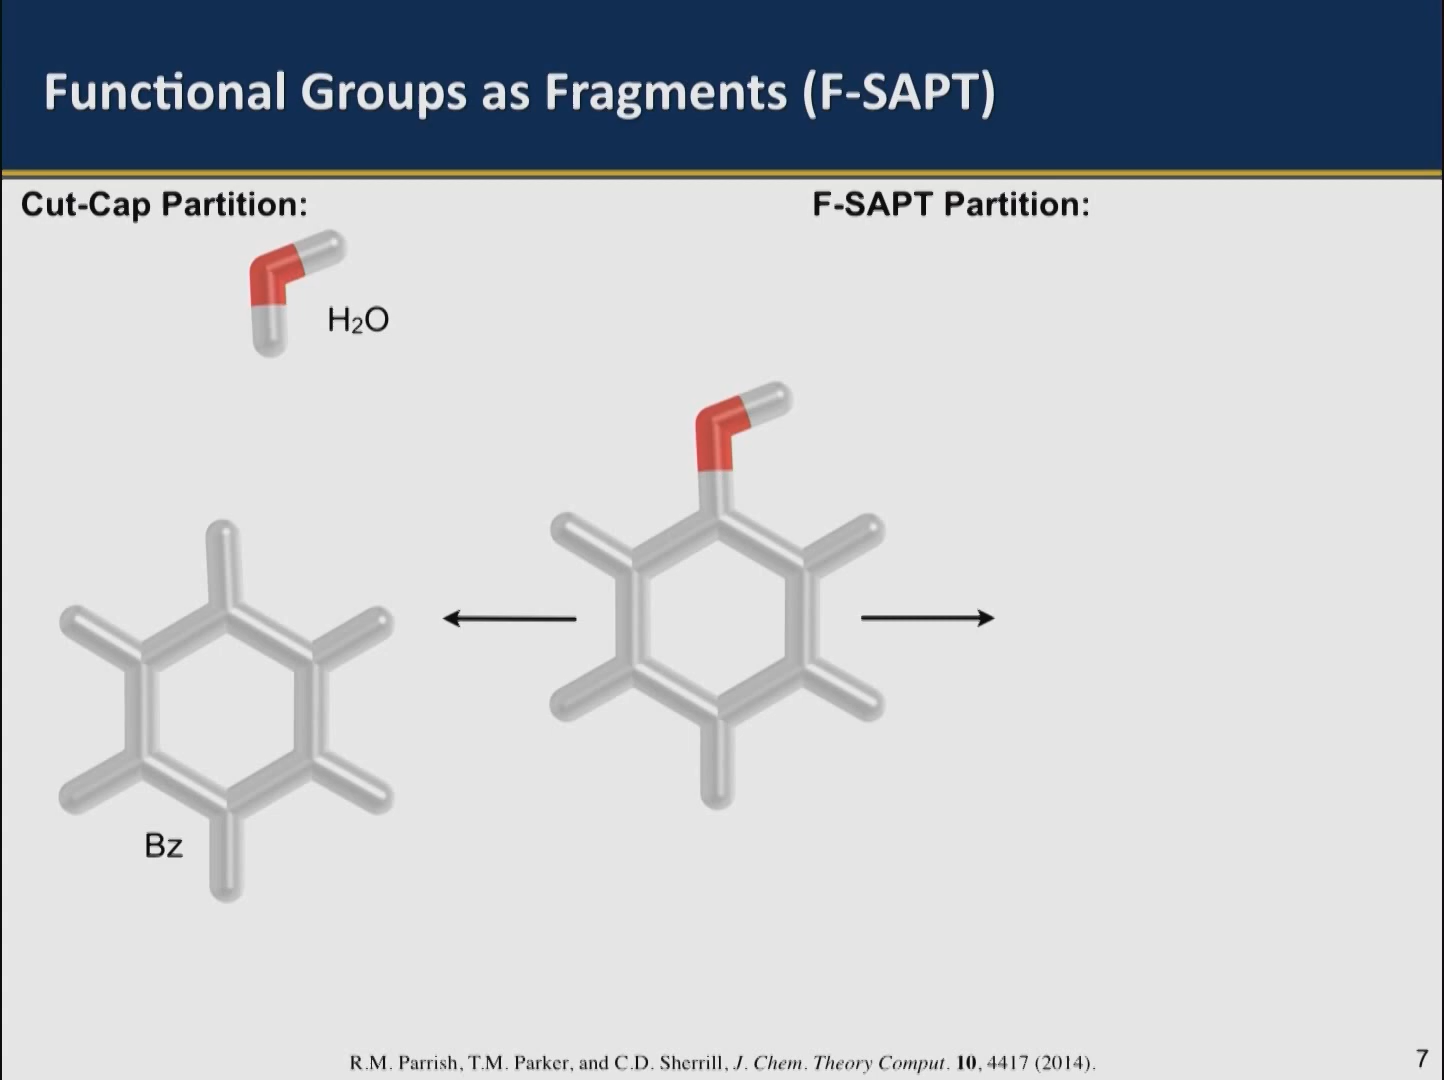 Functional Groups as Fragments (F-SAPT)
Cut-Cap Partition:
F-SAPT Partition:
H₂O
Bz
R.M. Parrish, T.M. Parker, and C.D. Sherrill, J. Chem. Theory Comput. 10, 4417 (2014).
7